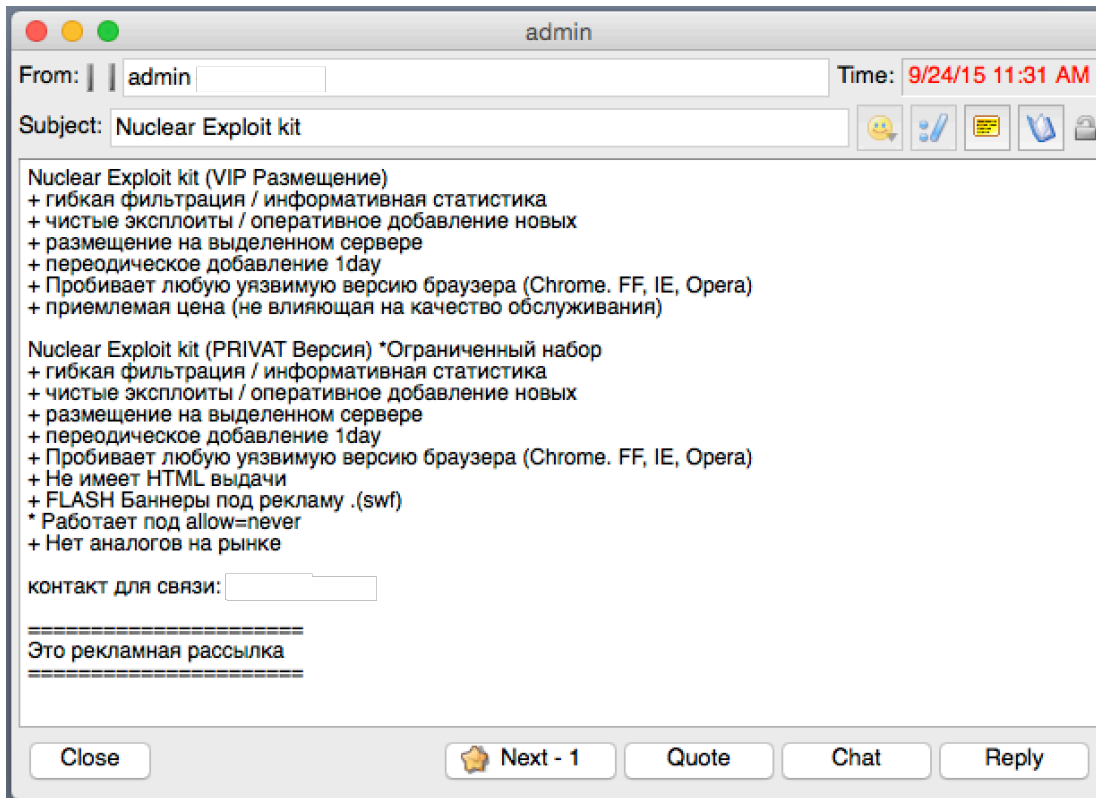 admin
From: admin Time: 9/24/15 11:31 AM
Subject: Nuclear Exploit kit
Nuclear Exploit kit (VIP Размещение)
+ гибкая фильтрация / информативная статистика
+ чистые эксплоиты / оперативное добавление новых
+ размещение на выделенном сервере
+ переодическое добавление 1day
+ Пробивает любую уязвимую версию браузера (Chrome. FF, IE, Opera)
+ приемлемая цена (не влияющая на качество обслуживания)
Nuclear Exploit kit (PRIVAT Версия) *Ограниченный набор
+ гибкая фильтрация / информативная статистика
+ чистые эксплоиты / оперативное добавление новых
+ размещение на выделенном сервере
+ переодическое добавление 1day
+ Пробивает любую уязвимую версию браузера (Chrome. FF, IE, Opera)
+ Не имеет HTML выдачи
+ FLASH Баннеры под рекламу .(swf)
* Работает под allow=never
+ Нет аналогов на рынке
контакт для связи:
======================
Это рекламная рассылка
======================
Close Next - 1 Quote Chat Reply